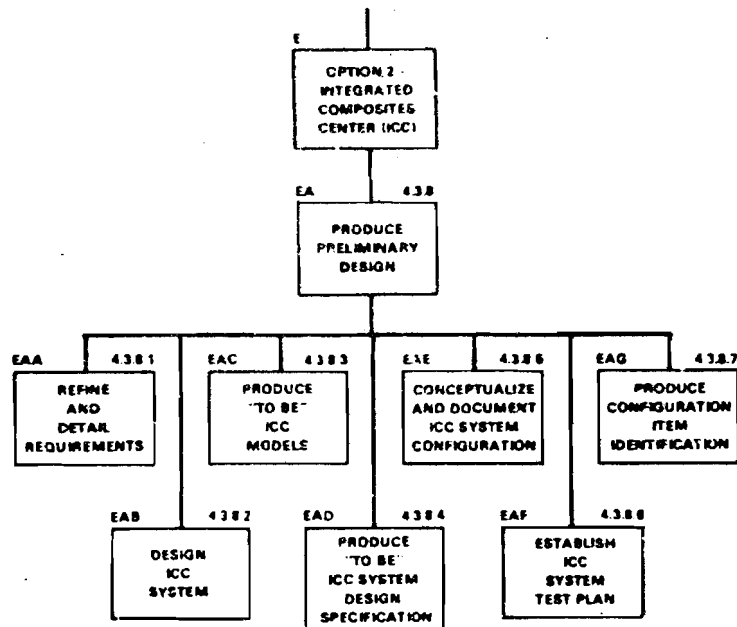 E
OPTION 2
INTEGRATED
COMPOSITES
CENTER (ICC)
EA 4.3.8
PRODUCE
PRELIMINARY
DESIGN
EAA 4.3.8.1
REFINE
AND
DETAIL
REQUIREMENTS
EAC 4.3.8.3
PRODUCE
"TO BE"
ICC
MODELS
EAE 4.3.8.5
CONCEPTUALIZE
AND DOCUMENT
ICC SYSTEM
CONFIGURATION
EAG 4.3.8.7
PRODUCE
CONFIGURATION
ITEM
IDENTIFICATION
EAB 4.3.8.2
DESIGN
ICC
SYSTEM
EAD 4.3.8.4
PRODUCE
"TO BE"
ICC SYSTEM
DESIGN
SPECIFICATION
EAF 4.3.8.6
ESTABLISH
ICC
SYSTEM
TEST PLAN